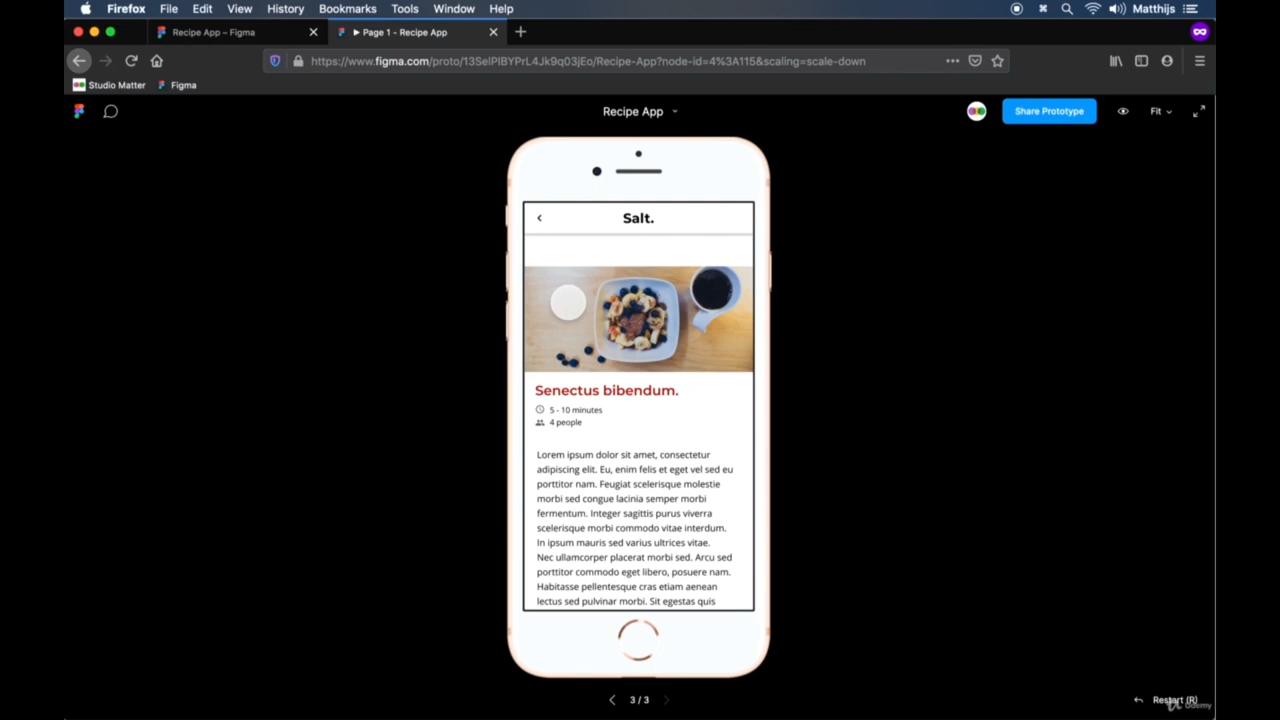 Firefox File Edit View History Bookmarks Tools Window Help Matthijs
Recipe App – Figma
Page 1 - Recipe App
https://www.figma.com/proto/13SelPIBYPrL4Jk9q03jEo/Recipe-App?node-id=4%3A115&scaling=scale-down
Studio Matter Figma
Recipe App
Share Prototype
Fit
Salt.
Senectus bibendum.
5 - 10 minutes
4 people
Lorem ipsum dolor sit amet, consectetur
adipiscing elit. Eu, enim felis et eget vel sed eu
porttitor nam. Feugiat scelerisque molestie
morbi sed congue lacinia semper morbi
fermentum. Integer sagittis purus viverra
scelerisque morbi commodo vitae interdum.
In ipsum mauris sed varius ultrices vitae.
Nec ullamcorper placerat morbi sed. Arcu sed
porttitor commodo eget libero, posuere nam.
Habitasse pellentesque cras etiam aenean
lectus sed pulvinar morbi. Sit egestas quis
3 / 3
Restart (R)
Udemy